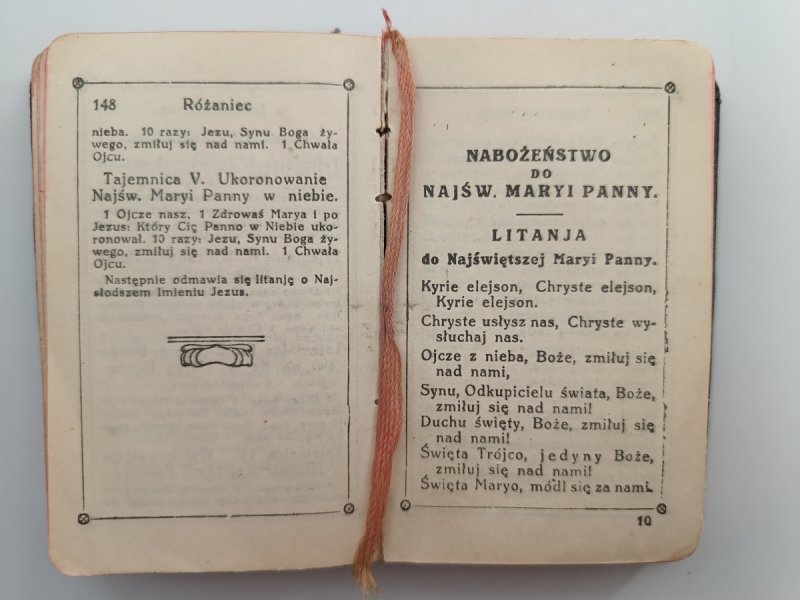 148 Różaniec
nieba. 10 razy: Jezu, Synu Boga ży-
wego, zmiłuj się nad nami. 1 Chwała
Ojcu.
Tajemnica V. Ukoronowanie
Najśw. Maryi Panny w niebie.
1 Ojcze nasz, 1 Zdrowaś Marya i po
Jezus: Który Cię Panno w Niebie uko-
ronował. 10 razy: Jezu, Synu Boga ży-
wego, zmiłuj się nad nami. 1 Chwała
Ojcu.
Następnie odmawia się litanję o Naj-
słodszem Imieniu Jezus.
NABOŻEŃSTWO
DO
NAJŚW. MARYI PANNY.
LITANJA
do Najświętszej Maryi Panny.
Kyrie elejson, Chryste elejson,
Kyrie elejson.
Chryste usłysz nas, Chryste wy-
słuchaj nas.
Ojcze z nieba, Boże, zmiłuj się
nad nami,
Synu, Odkupicielu świata, Boże,
zmiłuj się nad nami!
Duchu święty, Boże, zmiłuj się
nad nami!
Święta Trójco, jedyny Boże,
zmiłuj się nad nami!
Święta Maryo, módl się za nami.
10